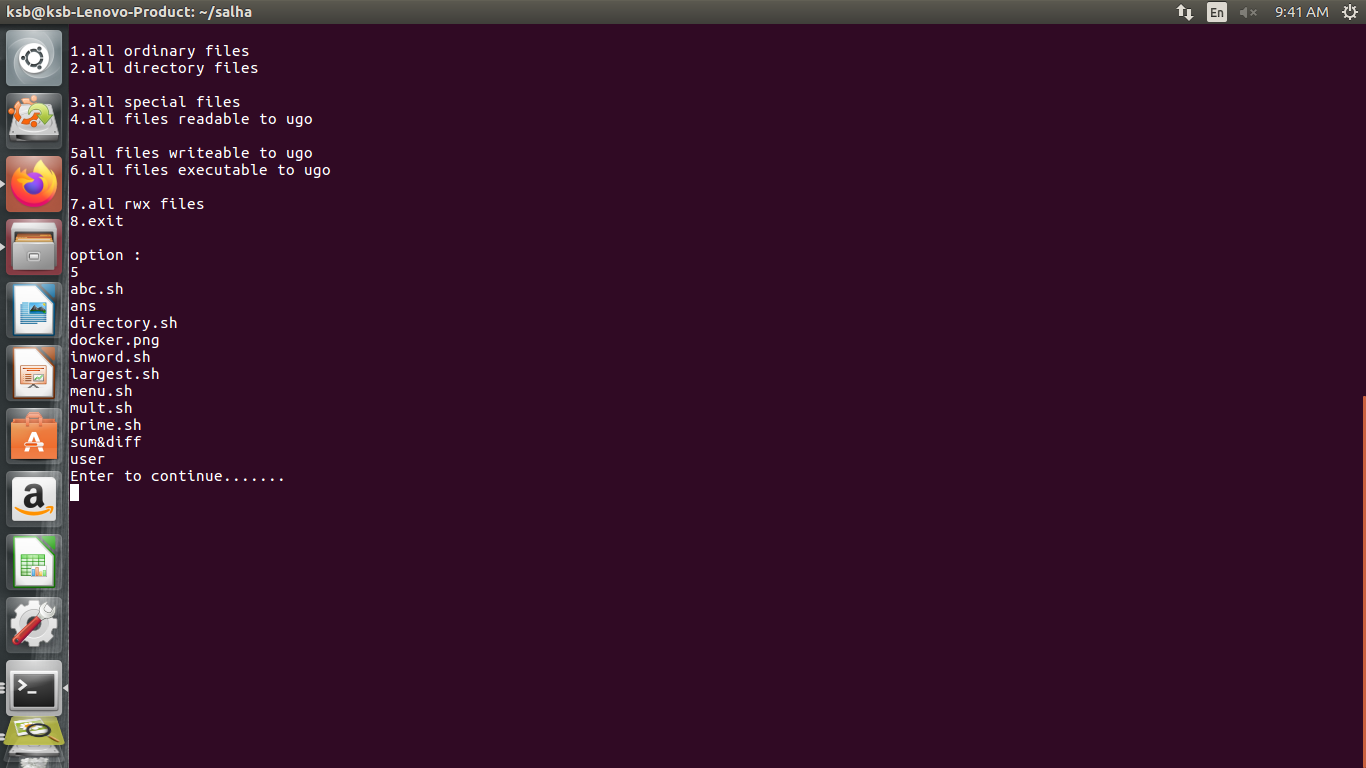 ksb@ksb-Lenovo-Product: ~/salha
En
9:41 AM
1.all ordinary files
2.all directory files
3.all special files
4.all files readable to ugo
5all files writeable to ugo
6.all files executable to ugo
7.all rwx files
8.exit
option :
5
abc.sh
ans
directory.sh
docker.png
inword.sh
largest.sh
menu.sh
mult.sh
prime.sh
sum&diff
user
Enter to continue.......